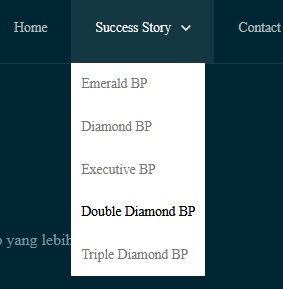 Home Success Story Contact
Emerald BP
Diamond BP
Executive BP
Double Diamond BP
yang lebih
Triple Diamond BP